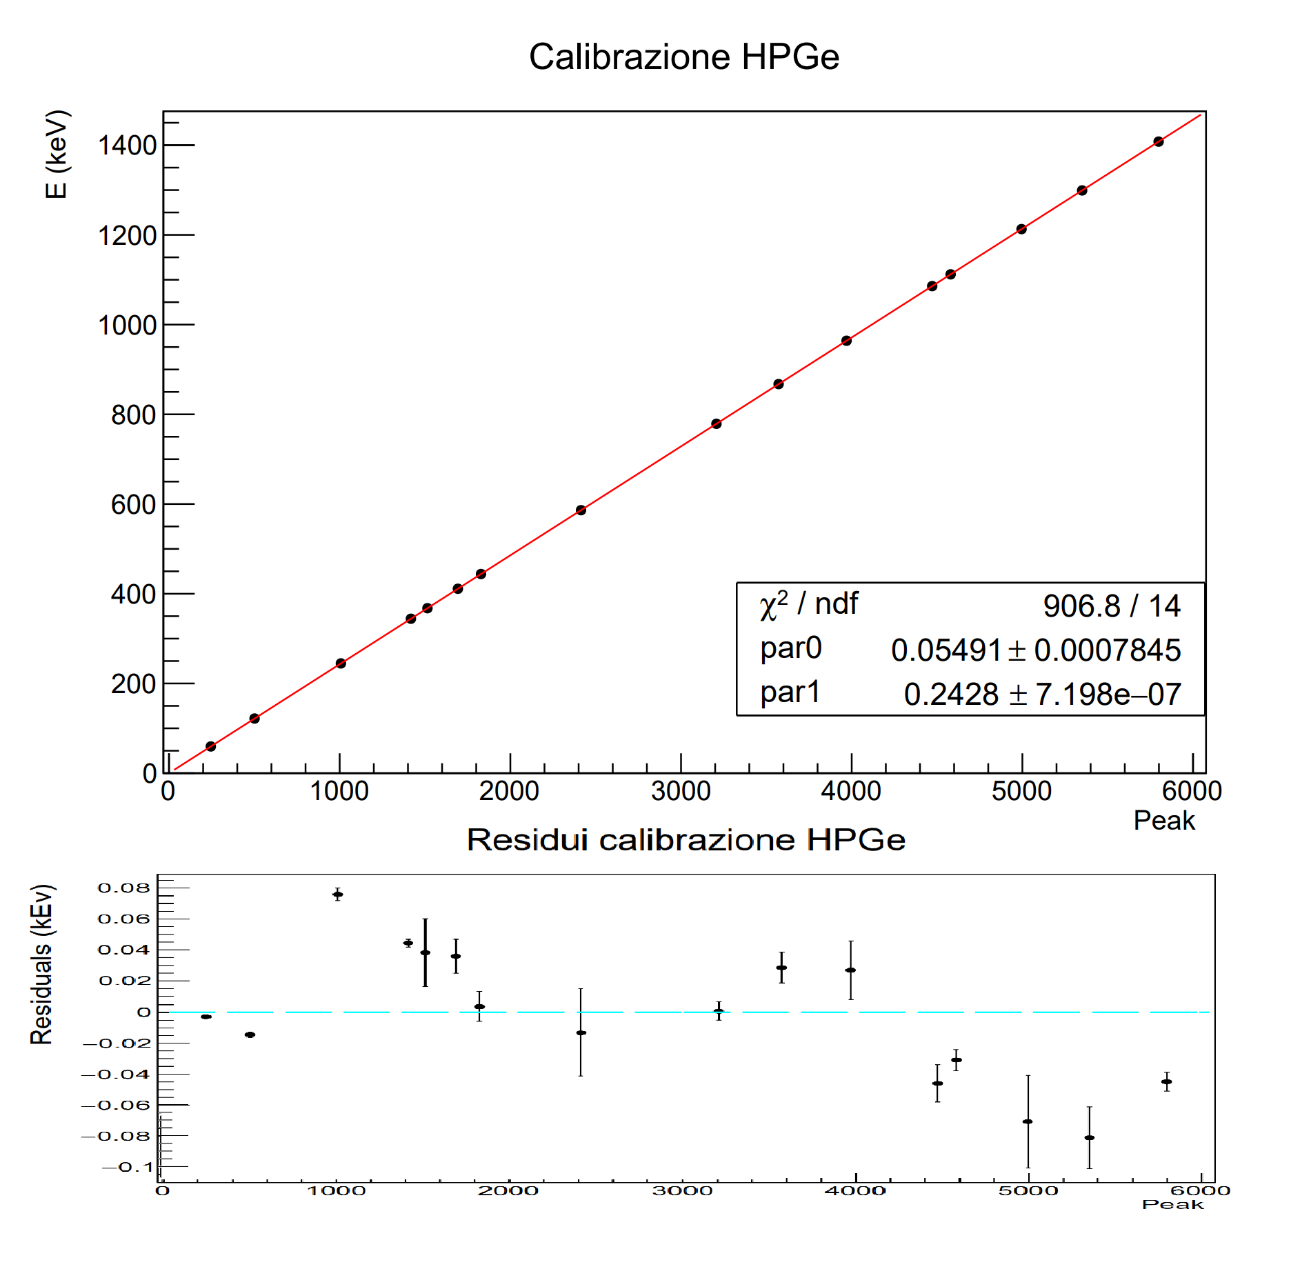 Calibrazione HPGe
E (keV)
1400
1200
1000
800
600
400
200
0
χ² / ndf 906.8 / 14
par0 0.05491 ± 0.0007845
par1 0.2428 ± 7.198e−07
0 1000 2000 3000 4000 5000 6000
Peak
Residui calibrazione HPGe
Residuals (kEv)
0.08
0.06
0.04
0.02
0
−0.02
−0.04
−0.06
−0.08
−0.1
0 1000 2000 3000 4000 5000 6000
Peak